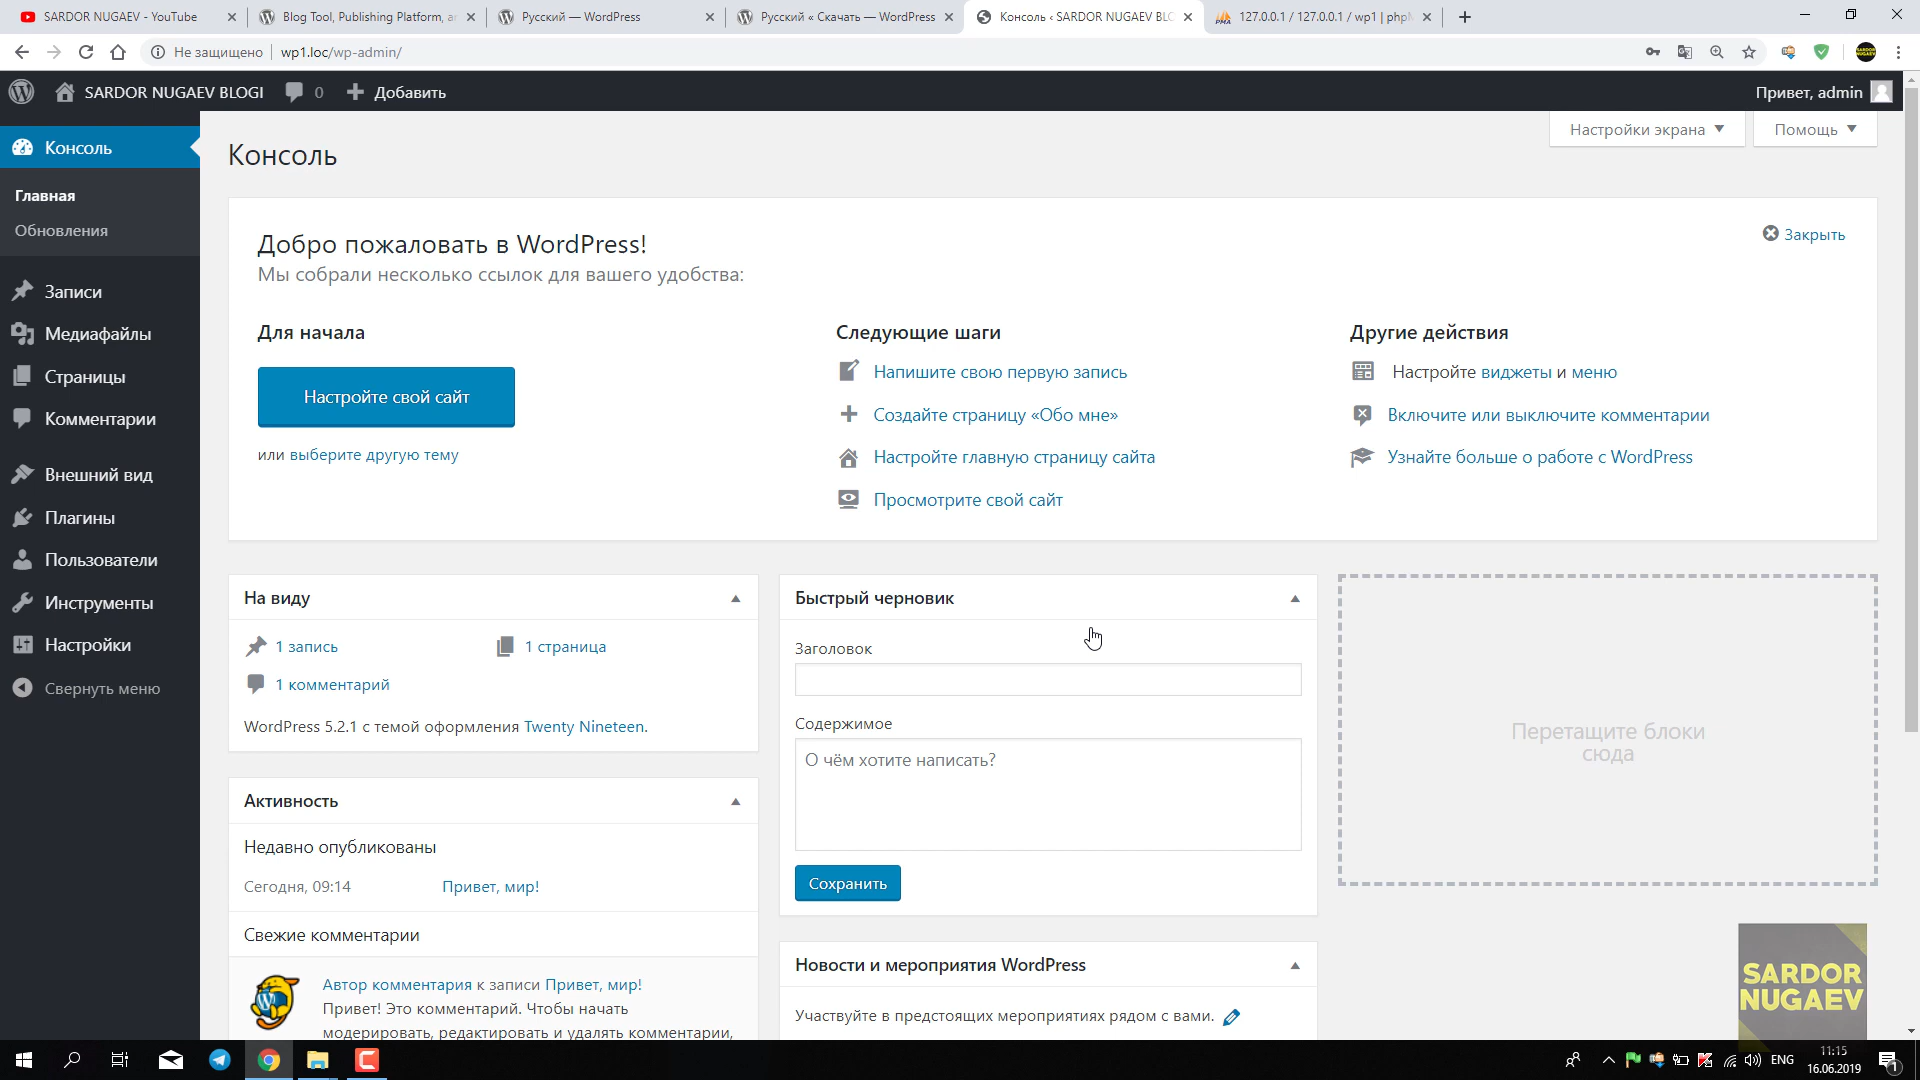 SARDOR NUGAEV - YouTube
Blog Tool, Publishing Platform, a
Русский — WordPress
Русский « Скачать — WordPress
Консоль ‹ SARDOR NUGAEV BLO
127.0.0.1 / 127.0.0.1 / wp1 | php
Не защищено
wp1.loc/wp-admin/
SARDOR NUGAEV BLOGI
0
Добавить
Привет, admin
Настройки экрана
Помощь
Консоль
Главная
Обновления
Записи
Медиафайлы
Страницы
Комментарии
Внешний вид
Плагины
Пользователи
Инструменты
Настройки
Свернуть меню
Консоль
Добро пожаловать в WordPress!
Мы собрали несколько ссылок для вашего удобства:
Закрыть
Для начала
Настройте свой сайт
или выберите другую тему
Следующие шаги
Напишите свою первую запись
Создайте страницу «Обо мне»
Настройте главную страницу сайта
Просмотрите свой сайт
Другие действия
Настройте виджеты и меню
Включите или выключите комментарии
Узнайте больше о работе с WordPress
На виду
1 запись
1 страница
1 комментарий
WordPress 5.2.1 с темой оформления Twenty Nineteen.
Активность
Недавно опубликованы
Сегодня, 09:14
Привет, мир!
Свежие комментарии
Автор комментария к записи Привет, мир!
Привет! Это комментарий. Чтобы начать
модерировать, редактировать и удалять комментарии,
Быстрый черновик
Заголовок
Содержимое
О чём хотите написать?
Сохранить
Новости и мероприятия WordPress
Участвуйте в предстоящих мероприятиях рядом с вами.
Перетащите блоки
сюда
SARDOR
NUGAEV
ENG
11:15
16.06.2019
1